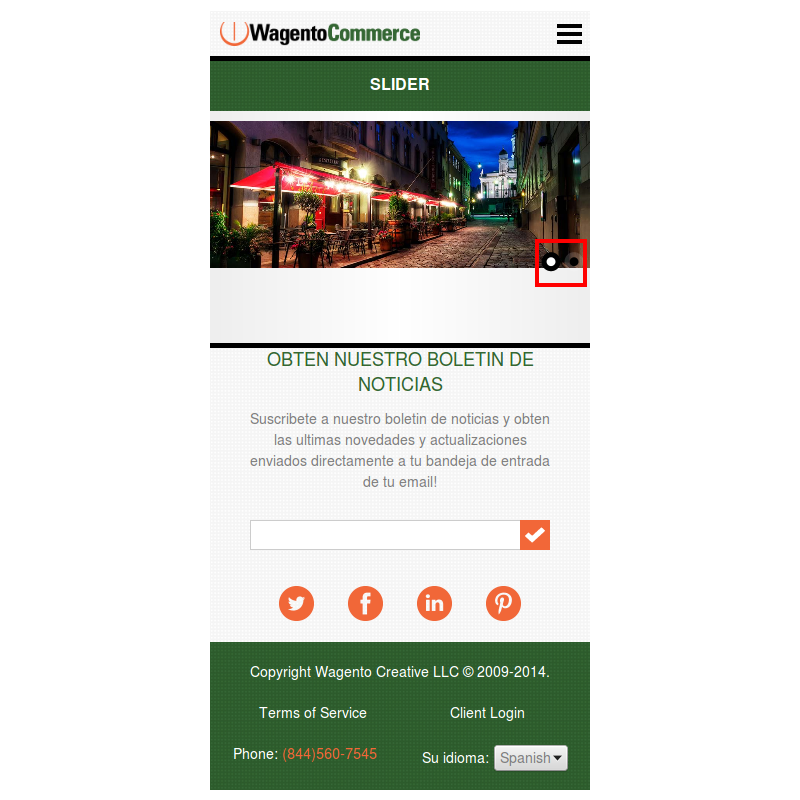 WagentoCommerce
SLIDER
OBTEN NUESTRO BOLETIN DE
NOTICIAS
Suscribete a nuestro boletin de noticias y obten
las ultimas novedades y actualizaciones
enviados directamente a tu bandeja de entrada
de tu email!
Copyright Wagento Creative LLC © 2009-2014.
Terms of Service
Client Login
Phone: (844)560-7545
Su idioma: Spanish